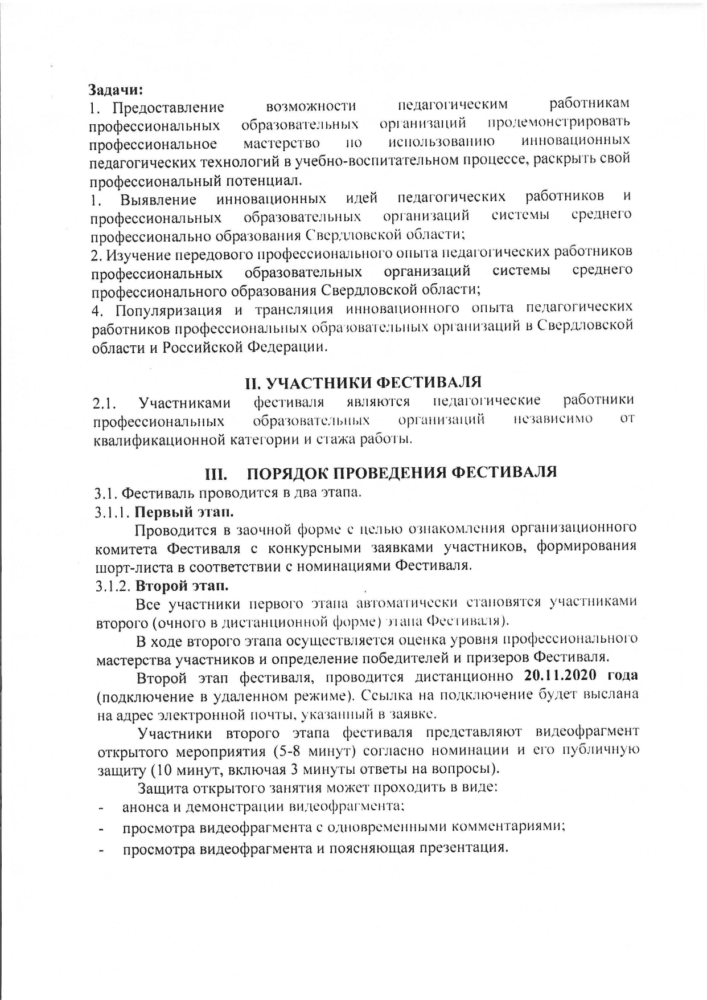 Задачи:
1. Предоставление возможности педагогическим работникам
профессиональных образовательных организаций продемонстрировать
профессиональное мастерство по использованию инновационных
педагогических технологий в учебно-воспитательном процессе, раскрыть свой
профессиональный потенциал.
1. Выявление инновационных идей педагогических работников и
профессиональных образовательных организаций системы среднего
профессионально образования Свердловской области;
2. Изучение передового профессионального опыта педагогических работников
профессиональных образовательных организаций системы среднего
профессионального образования Свердловской области;
4. Популяризация и трансляция инновационного опыта педагогических
работников профессиональных образовательных организаций в Свердловской
области и Российской Федерации.
II. УЧАСТНИКИ ФЕСТИВАЛЯ
2.1. Участниками фестиваля являются педагогические работники
профессиональных образовательных организаций независимо от
квалификационной категории и стажа работы.
III. ПОРЯДОК ПРОВЕДЕНИЯ ФЕСТИВАЛЯ
3.1. Фестиваль проводится в два этапа.
3.1.1. Первый этап.
Проводится в заочной форме с целью ознакомления организационного
комитета Фестиваля с конкурсными заявками участников, формирования
шорт-листа в соответствии с номинациями Фестиваля.
3.1.2. Второй этап.
Все участники первого этапа автоматически становятся участниками
второго (очного в дистанционной форме) этапа Фестиваля).
В ходе второго этапа осуществляется оценка уровня профессионального
мастерства участников и определение победителей и призеров Фестиваля.
Второй этап фестиваля, проводится дистанционно 20.11.2020 года
(подключение в удаленном режиме). Ссылка на подключение будет выслана
на адрес электронной почты, указанный в заявке.
Участники второго этапа фестиваля представляют видеофрагмент
открытого мероприятия (5-8 минут) согласно номинации и его публичную
защиту (10 минут, включая 3 минуты ответы на вопросы).
Защита открытого занятия может проходить в виде:
- анонса и демонстрации видеофрагмента;
- просмотра видеофрагмента с одновременными комментариями;
- просмотра видеофрагмента и поясняющая презентация.